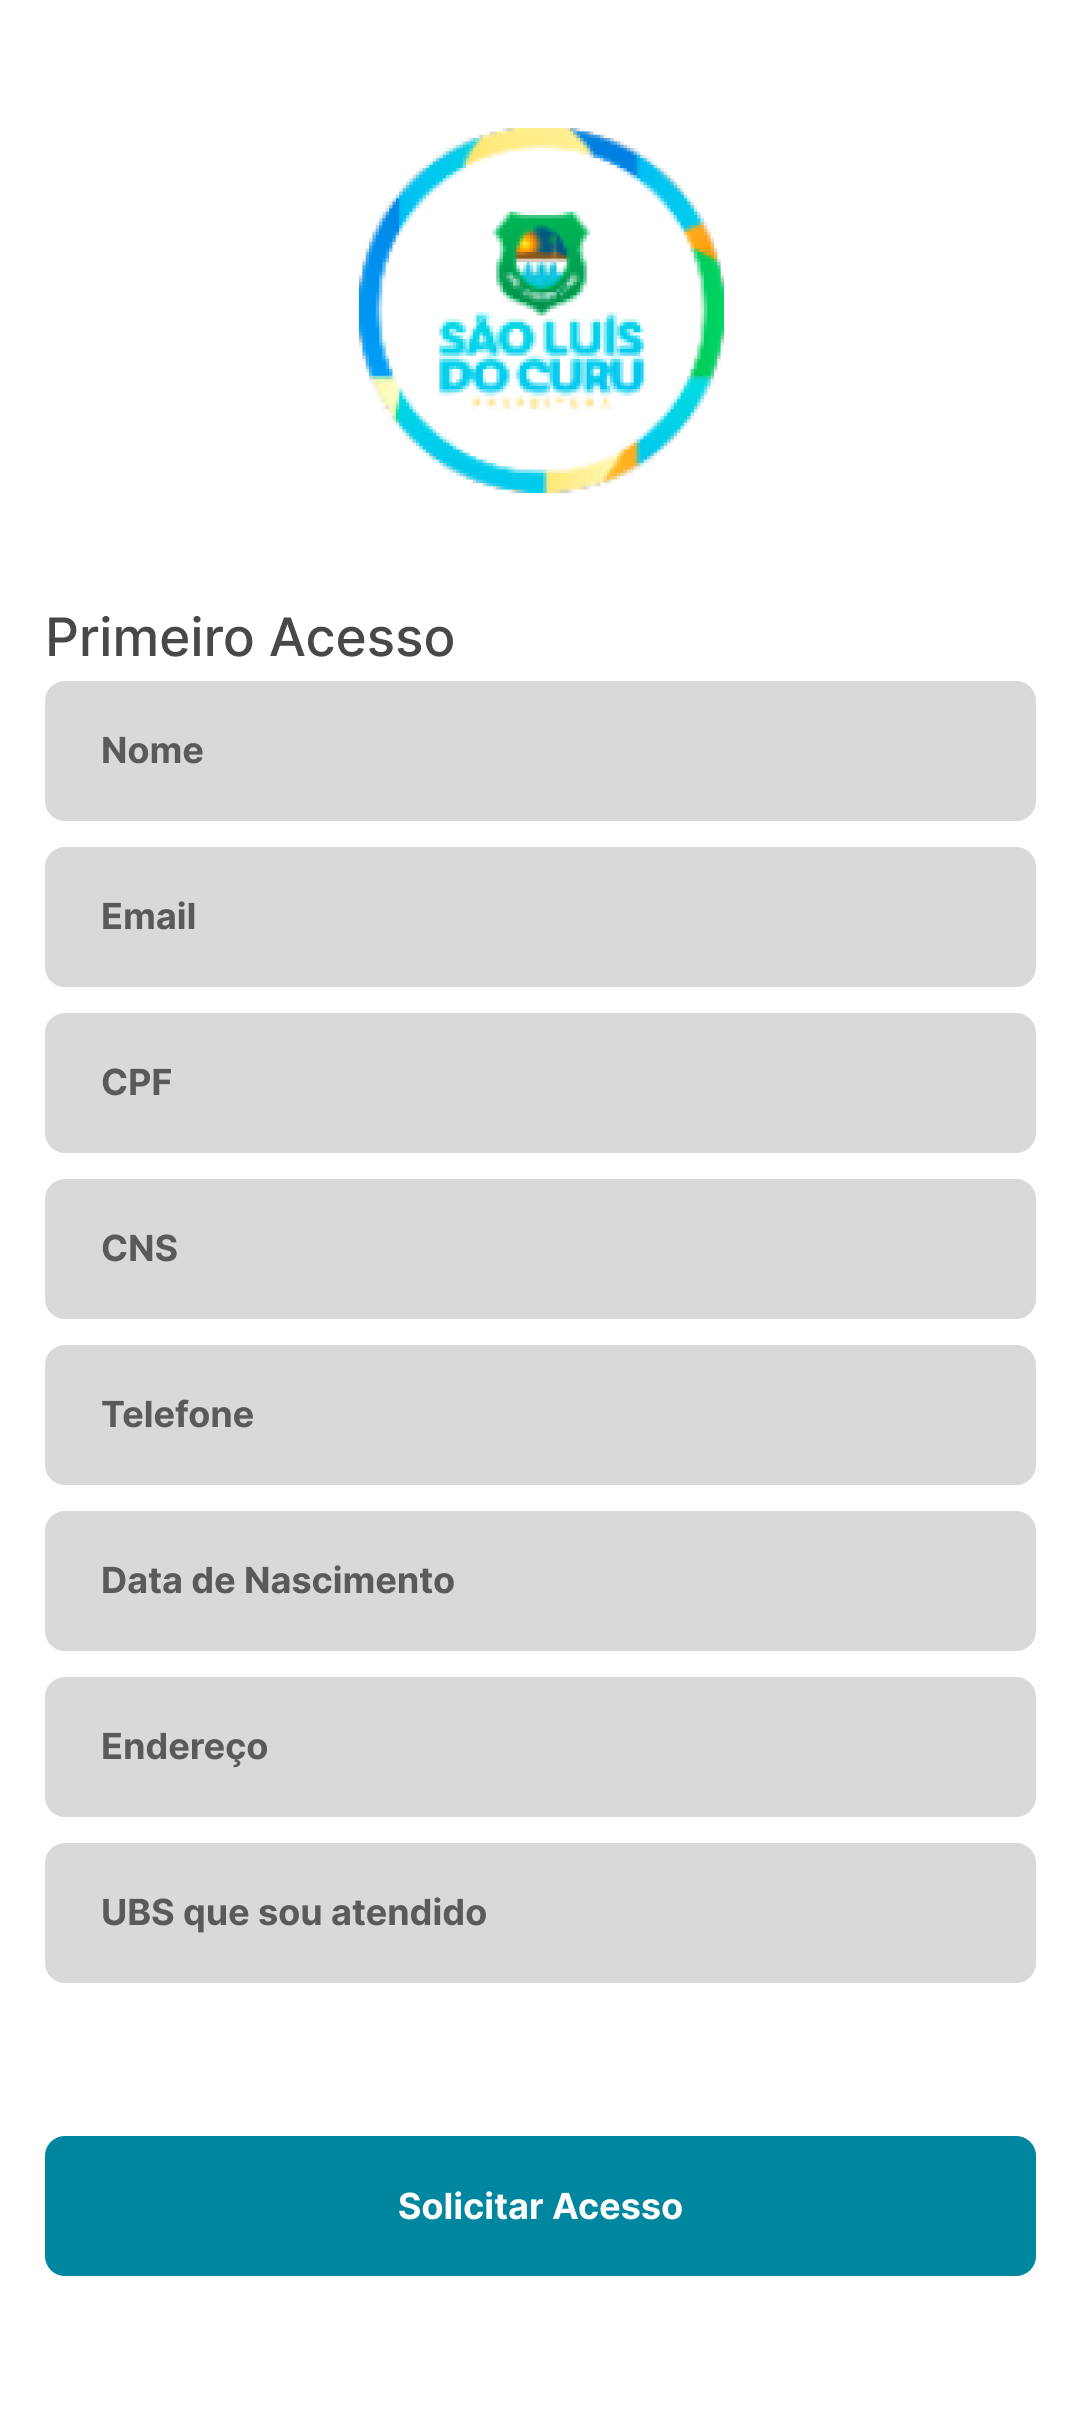 SÃO LUÍS
DO CURU
PREFEITURA
Primeiro Acesso
Nome
Email
CPF
CNS
Telefone
Data de Nascimento
Endereço
UBS que sou atendido
Solicitar Acesso